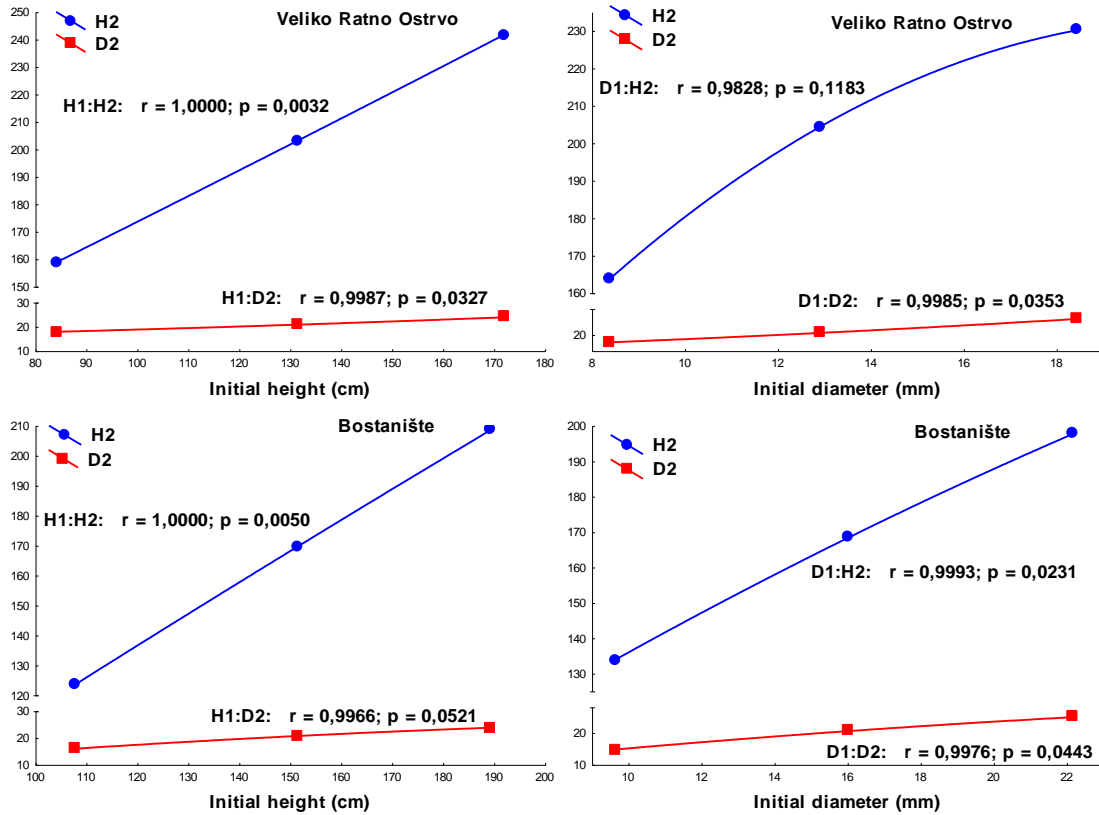 H2
D2
Veliko Ratno Ostrvo
250
240
230
220
210
200
190
180
170
160
150
H1:H2: r = 1,0000; p = 0,0032
H1:D2: r = 0,9987; p = 0,0327
30
20
10
80 90 100 110 120 130 140 150 160 170 180
Initial height (cm)
H2
D2
Veliko Ratno Ostrvo
230
220
210
200
190
180
170
160
D1:H2: r = 0,9828; p = 0,1183
D1:D2: r = 0,9985; p = 0,0353
20
8 10 12 14 16 18
Initial diameter (mm)
H2
D2
Bostanište
210
200
190
180
170
160
150
140
130
120
H1:H2: r = 1,0000; p = 0,0050
H1:D2: r = 0,9966; p = 0,0521
30
20
10
100 110 120 130 140 150 160 170 180 190 200
Initial height (cm)
H2
D2
Bostanište
200
190
180
170
160
150
140
130
D1:H2: r = 0,9993; p = 0,0231
D1:D2: r = 0,9976; p = 0,0443
20
10
10 12 14 16 18 20 22
Initial diameter (mm)